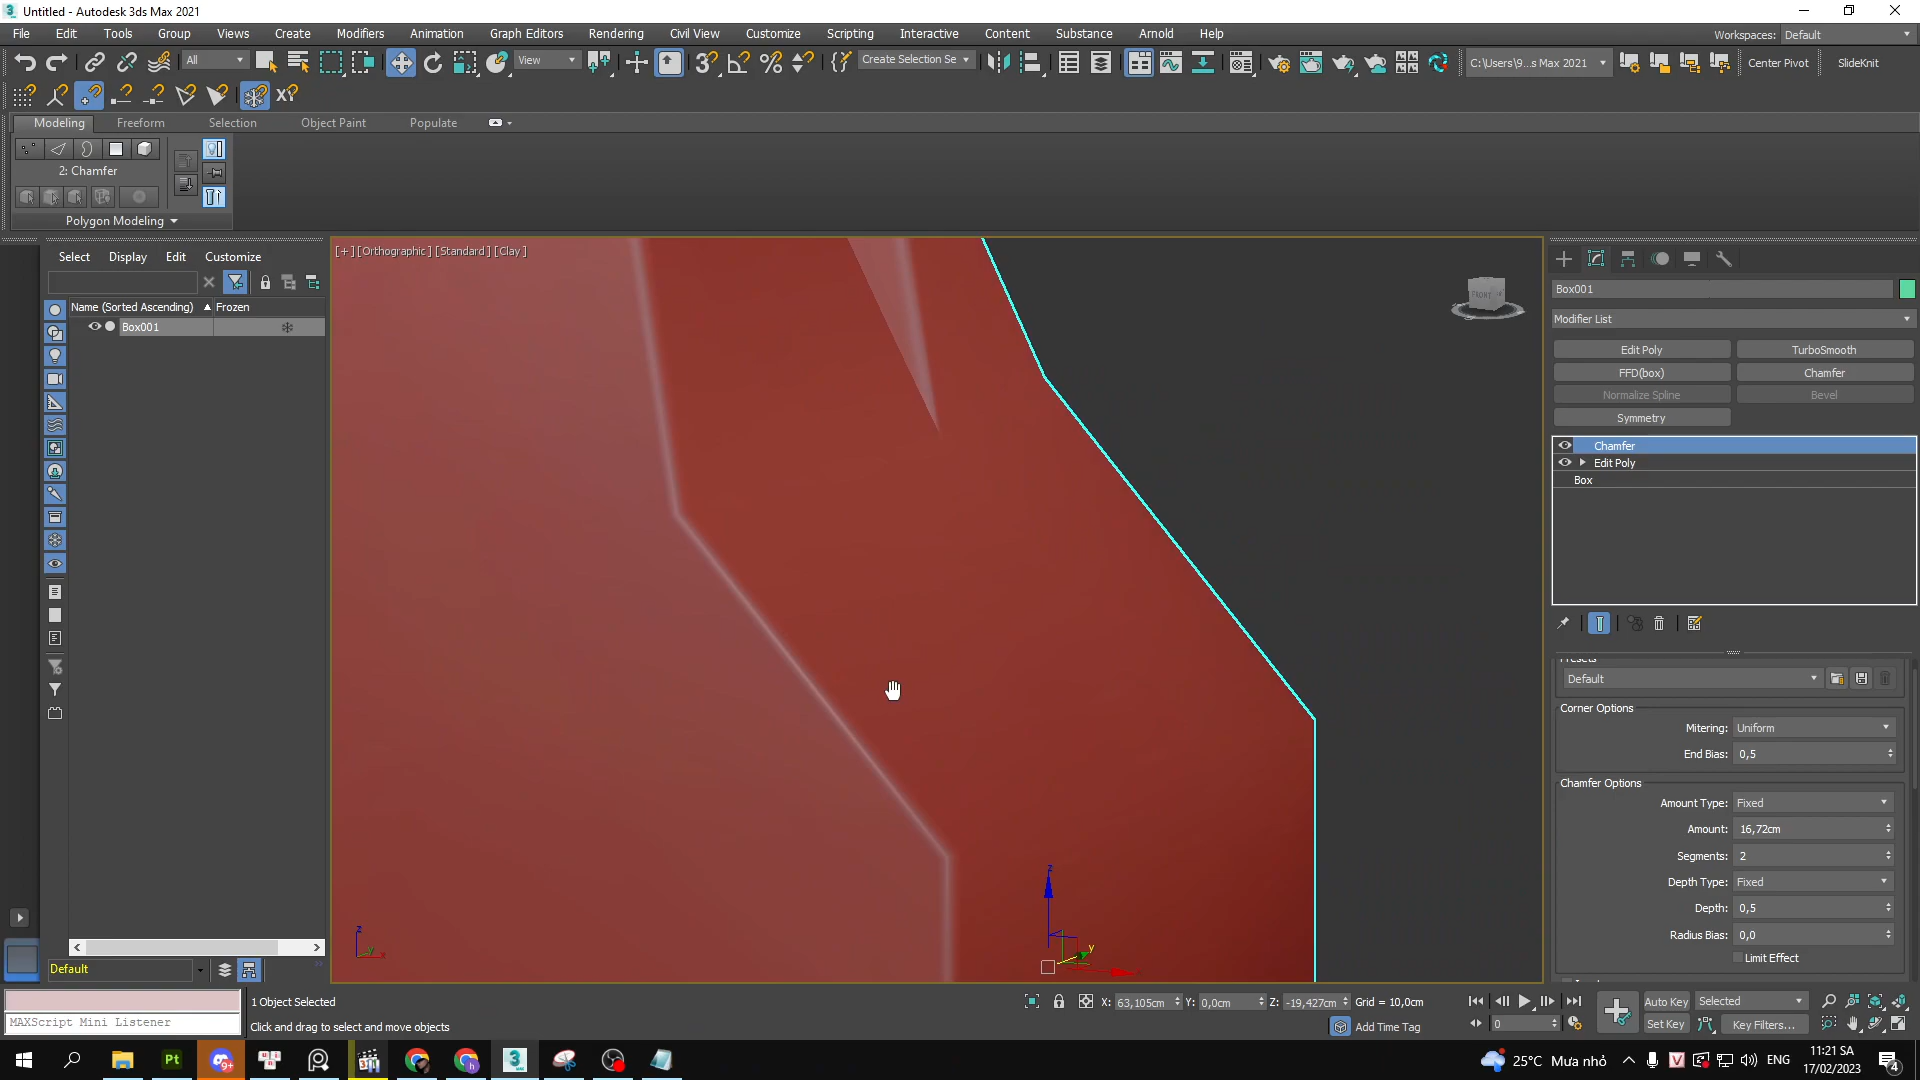 Untitled - Autodesk 3ds Max 2021
File Edit Tools Group Views Create Modifiers Animation Graph Editors Rendering Civil View Customize Scripting Interactive Content Substance Arnold Help
Workspaces: Default
All View Create Selection Se C:\Users\9...s Max 2021 Center Pivot SlideKnit
XY
Modeling Freeform Selection Object Paint Populate
2: Chamfer
Polygon Modeling
Select Display Edit Customize
[+] [Orthographic] [Standard] [Clay]
FRONT
Box001
Name (Sorted Ascending) Frozen
Box001
Modifier List
Edit Poly TurboSmooth
FFD(box) Chamfer
Normalize Spline Bevel
Symmetry
Chamfer
Edit Poly
Box
Presets
Default
Corner Options
Mitering: Uniform
End Bias: 0,5
Chamfer Options
Amount Type: Fixed
Amount: 16,72cm
Segments: 2
Depth Type: Fixed
Depth: 0,5
Radius Bias: 0,0
Limit Effect
z
y
z
y
x
Default
1 Object Selected
X: 63,105cm Y: 0,0cm Z: -19,427cm Grid = 10,0cm
Auto Key Selected
MAXScript Mini Listener
Click and drag to select and move objects
Add Time Tag
0
Set Key Key Filters...
Pt
9+
h
3
25°C Mưa nhỏ
V
ENG
11:21 SA
17/02/2023
4